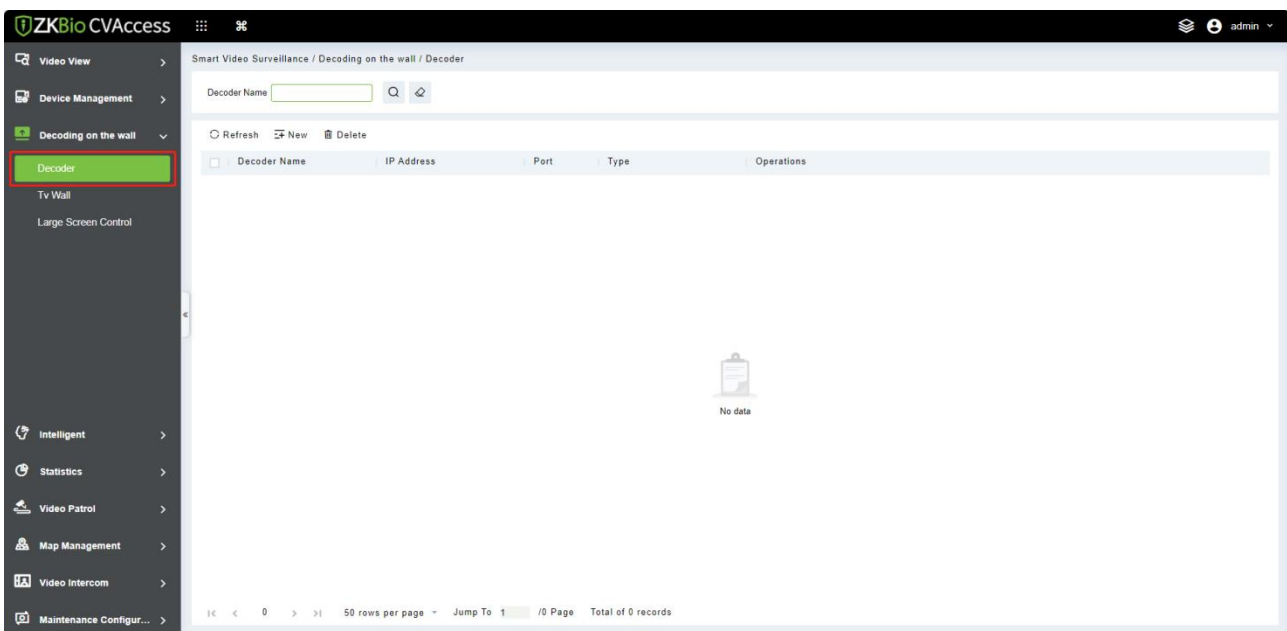 ZKBio CVAccess
admin
Video View
Device Management
Decoding on the wall
Decoder
Tv Wall
Large Screen Control
Intelligent
Statistics
Video Patrol
Map Management
Video Intercom
Maintenance Configur...
Smart Video Surveillance / Decoding on the wall / Decoder
Decoder Name
Refresh New Delete
Decoder Name IP Address Port Type Operations
No data
0 50 rows per page Jump To 1 /0 Page Total of 0 records